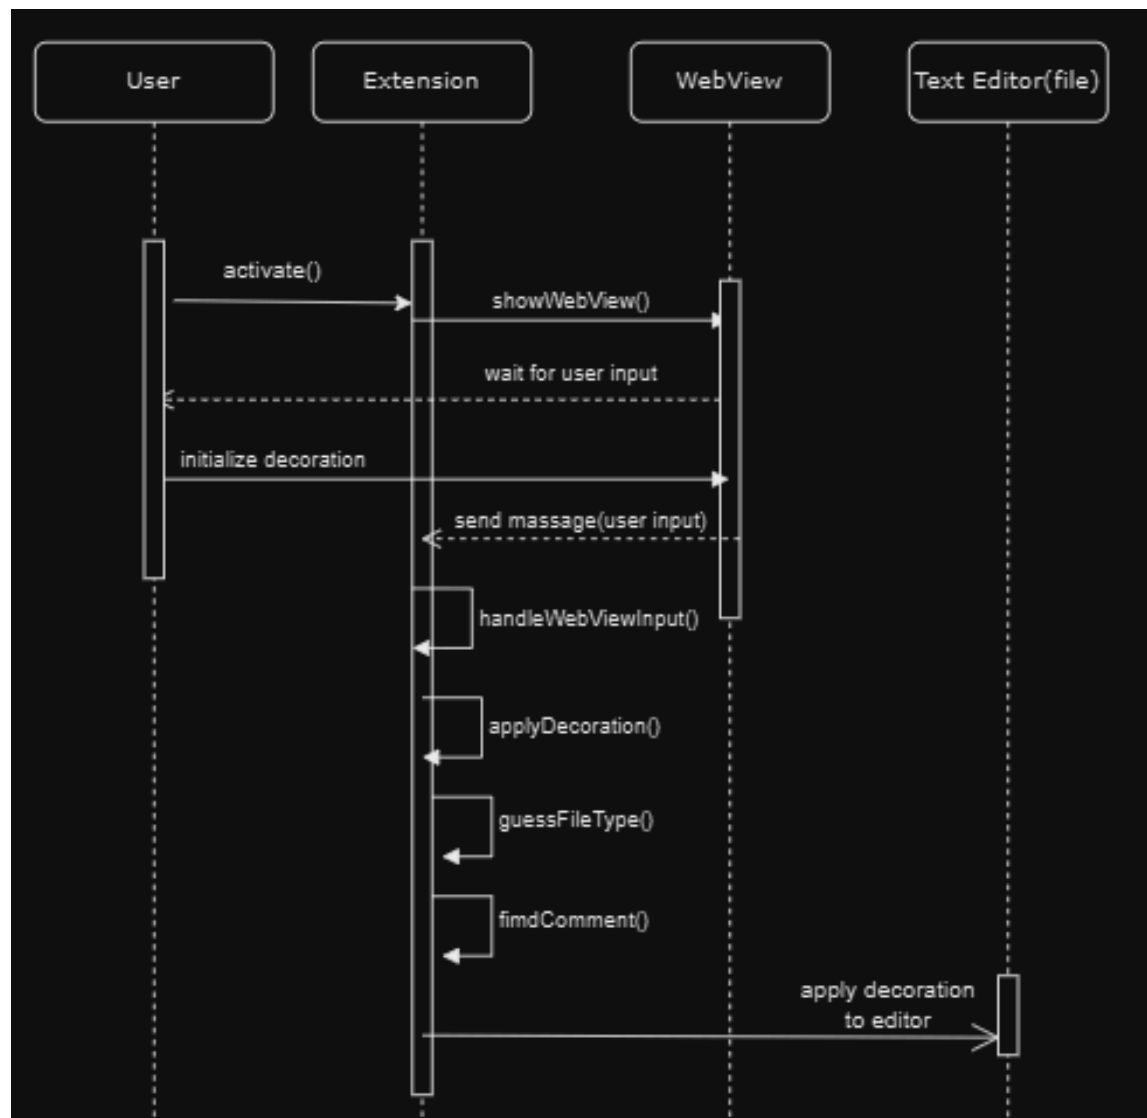 User
Extension
WebView
Text Editor(file)
activate()
showWebView()
wait for user input
initialize decoration
send massage(user input)
handleWebViewInput()
applyDecoration()
guessFileType()
fimdComment()
apply decoration
to editor